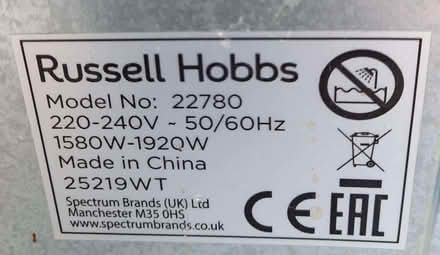 Russell Hobbs
Model No: 22780
220-240V ~ 50/60Hz
1580W-1920W
Made in China
25219WT
Spectrum Brands (UK) Ltd
Manchester M35 0HS
www.spectrumbrands.co.uk
CE EAC